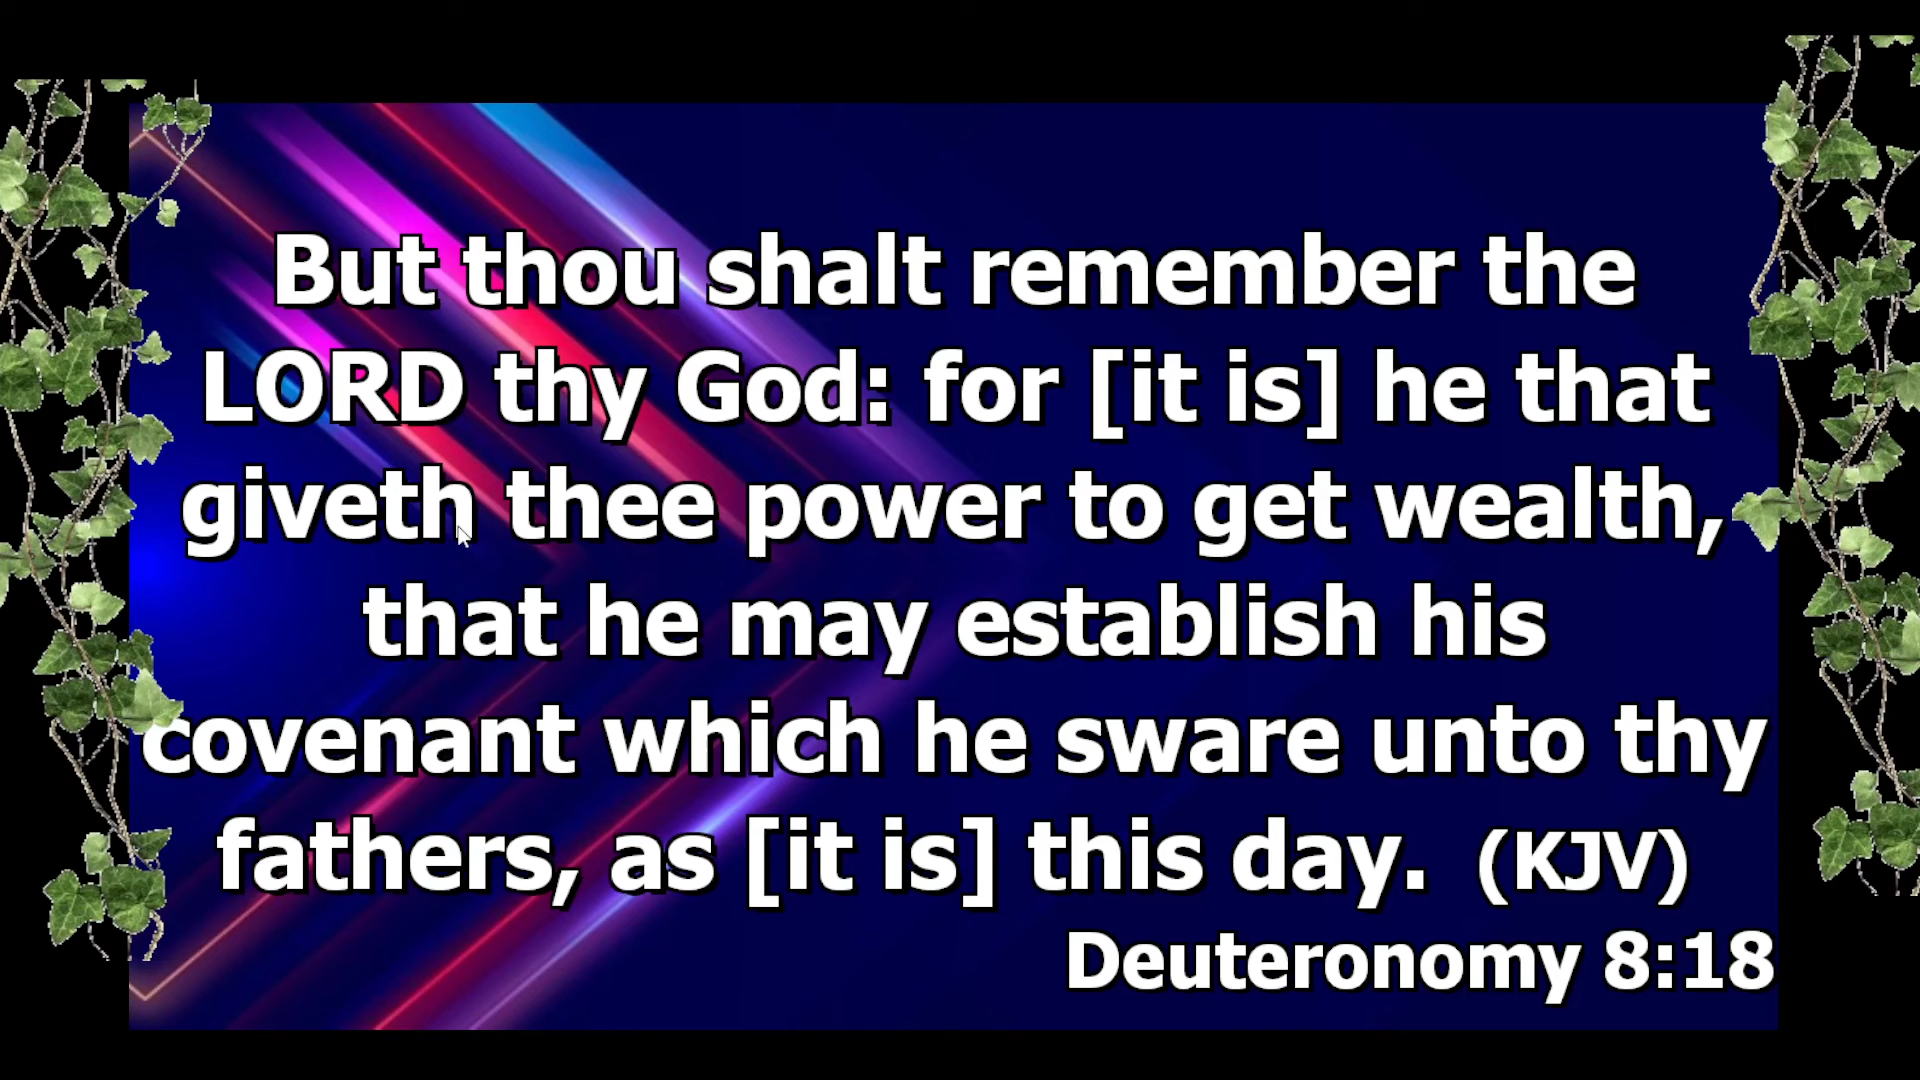 But thou shalt remember the
LORD thy God: for [it is] he that
giveth thee power to get wealth,
that he may establish his
covenant which he sware unto thy
fathers, as [it is] this day. (KJV)
Deuteronomy 8:18